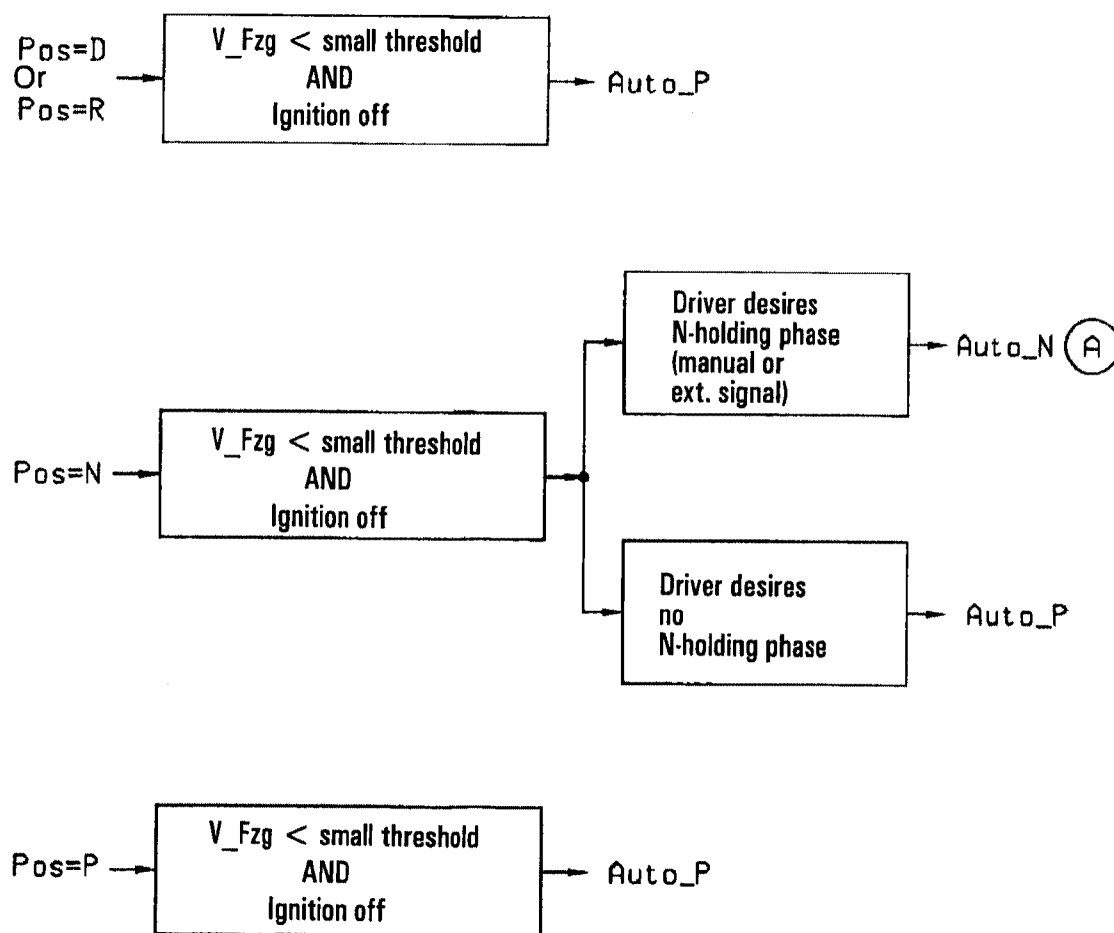 Pos=D
Or
Pos=R
V_Fzg < small threshold
AND
Ignition off
Auto_P
Pos=N
V_Fzg < small threshold
AND
Ignition off
Driver desires
N-holding phase
(manual or
ext. signal)
Auto_N
A
Driver desires
no
N-holding phase
Auto_P
Pos=P
V_Fzg < small threshold
AND
Ignition off
Auto_P